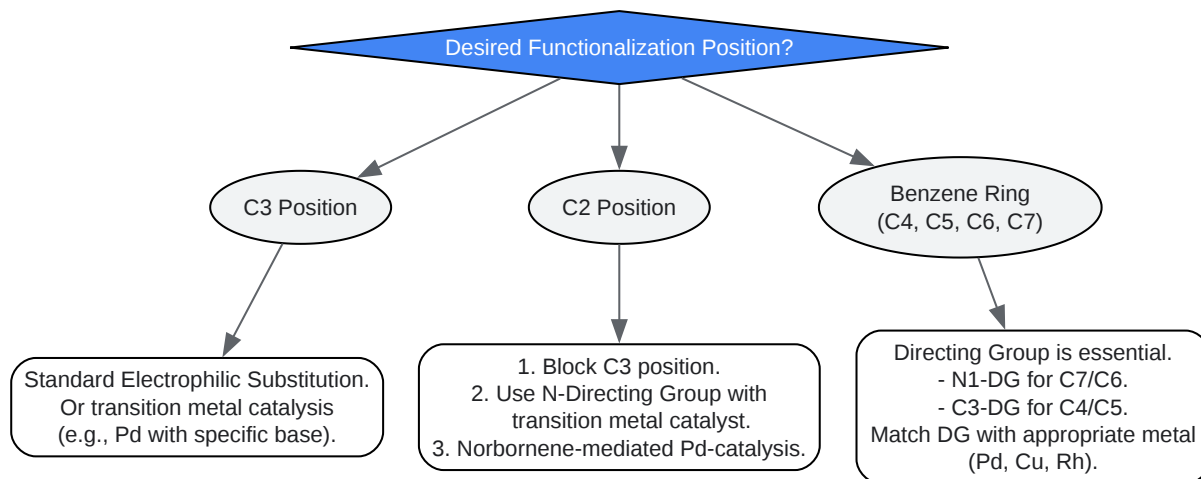 Desired Functionalization Position?
C3 Position
C2 Position
Benzene Ring
(C4, C5, C6, C7)
Standard Electrophilic Substitution.
Or transition metal catalysis
(e.g., Pd with specific base).
1. Block C3 position.
2. Use N-Directing Group with
transition metal catalyst.
3. Norbornene-mediated Pd-catalysis.
Directing Group is essential.
- N1-DG for C7/C6.
- C3-DG for C4/C5.
Match DG with appropriate metal
(Pd, Cu, Rh).